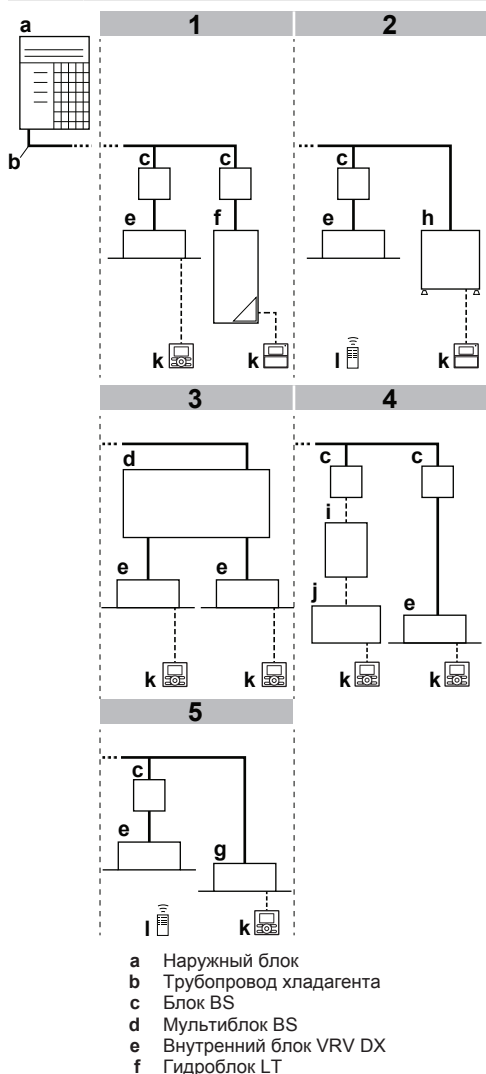 a
1
2
b
c
c
c
e
f
e
h
k
k
l
k
3
4
d
c
c
i
e
e
j
e
k
k
k
k
5
c
e
g
l
k
a Наружный блок
b Трубопровод хладагента
c Блок BS
d Мультиблок BS
e Внутренний блок VRV DX
f Гидроблок LT